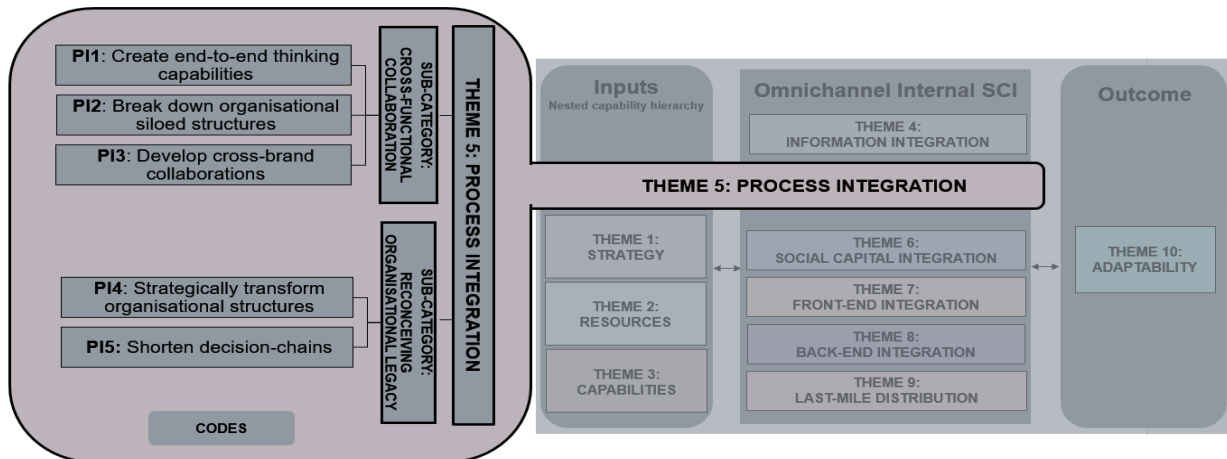 PI1: Create end-to-end thinking
capabilities
PI2: Break down organisational
siloed structures
PI3: Develop cross-brand
collaborations
SUB-CATEGORY:
CROSS-FUNCTIONAL
COLLABORATION
PI4: Strategically transform
organisational structures
PI5: Shorten decision-chains
SUB-CATEGORY:
RECONCEIVING
ORGANISATIONAL LEGACY
THEME 5: PROCESS INTEGRATION
CODES
Inputs
Nested capability hierarchy
THEME 1:
STRATEGY
THEME 2:
RESOURCES
THEME 3:
CAPABILITIES
Omnichannel Internal SCI
THEME 4:
INFORMATION INTEGRATION
THEME 5: PROCESS INTEGRATION
THEME 6:
SOCIAL CAPITAL INTEGRATION
THEME 7:
FRONT-END INTEGRATION
THEME 8:
BACK-END INTEGRATION
THEME 9:
LAST-MILE DISTRIBUTION
Outcome
THEME 10:
ADAPTABILITY